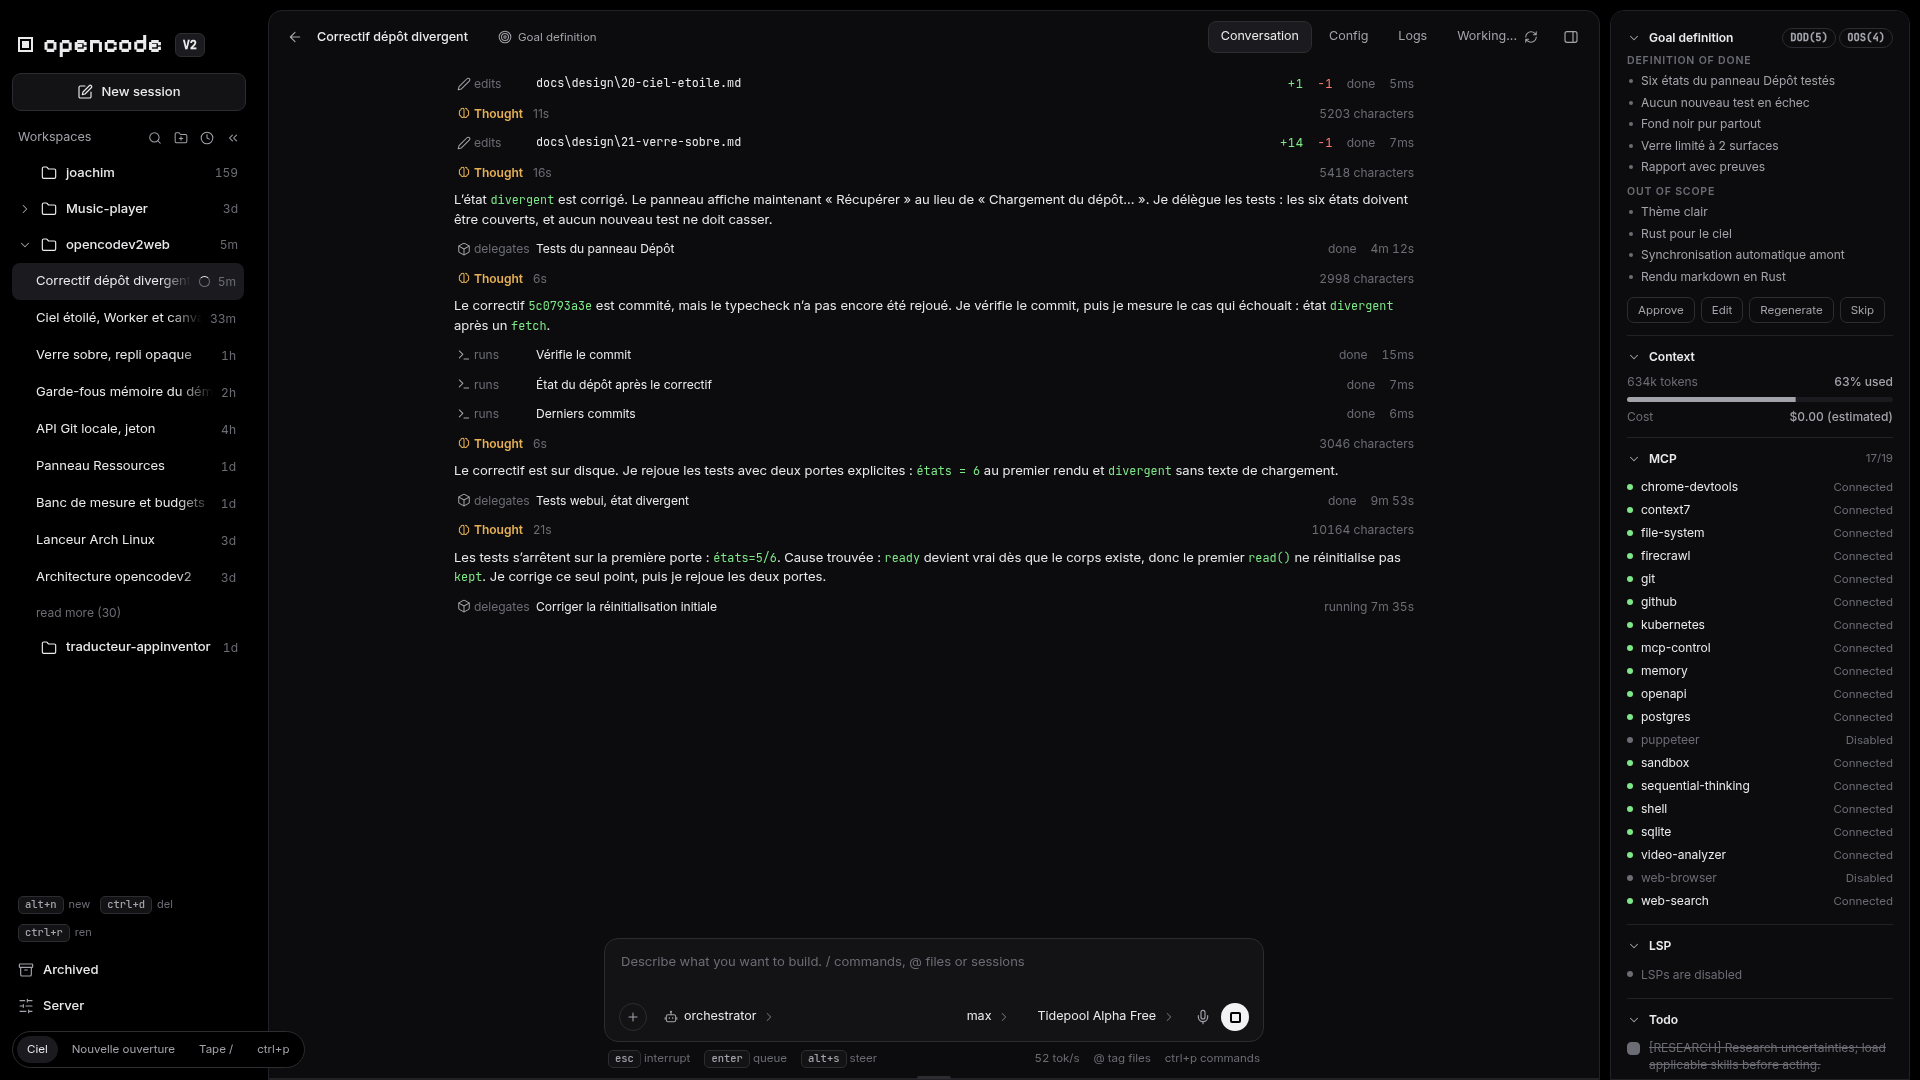 opencode V2
New session
Workspaces
joachim 159
Music-player 3d
opencodev2web 5m
Correctif dépôt divergent 5m
Ciel étoilé, Worker et canv 33m
Verre sobre, repli opaque 1h
Garde-fous mémoire du dém 2h
API Git locale, jeton 4h
Panneau Ressources 1d
Banc de mesure et budgets 1d
Lanceur Arch Linux 3d
Architecture opencodev2 3d
read more (30)
traducteur-appinventor 1d
alt+n new ctrl+d del
ctrl+r ren
Archived
Server
Ciel Nouvelle ouverture Tape / ctrl+p
Correctif dépôt divergent Goal definition Conversation Config Logs Working...
edits docs\design\20-ciel-etoile.md +1 -1 done 5ms
Thought 11s 5203 characters
edits docs\design\21-verre-sobre.md +14 -1 done 7ms
Thought 16s 5418 characters
L’état divergent est corrigé. Le panneau affiche maintenant « Récupérer » au lieu de « Chargement du dépôt… ». Je délègue les tests : les six états doivent
être couverts, et aucun nouveau test ne doit casser.
delegates Tests du panneau Dépôt done 4m 12s
Thought 6s 2998 characters
Le correctif 5c0793a3e est commité, mais le typecheck n’a pas encore été rejoué. Je vérifie le commit, puis je mesure le cas qui échouait : état divergent
après un fetch.
runs Vérifie le commit done 15ms
runs État du dépôt après le correctif done 7ms
runs Derniers commits done 6ms
Thought 6s 3046 characters
Le correctif est sur disque. Je rejoue les tests avec deux portes explicites : états = 6 au premier rendu et divergent sans texte de chargement.
delegates Tests webui, état divergent done 9m 53s
Thought 21s 10164 characters
Les tests s’arrêtent sur la première porte : états=5/6. Cause trouvée : ready devient vrai dès que le corps existe, donc le premier read() ne réinitialise pas
kept. Je corrige ce seul point, puis je rejoue les deux portes.
delegates Corriger la réinitialisation initiale running 7m 35s
Describe what you want to build. / commands, @ files or sessions
orchestrator max Tidepool Alpha Free
esc interrupt enter queue alt+s steer 52 tok/s @ tag files ctrl+p commands
Goal definition DOD(5) OOS(4)
DEFINITION OF DONE
• Six états du panneau Dépôt testés
• Aucun nouveau test en échec
• Fond noir pur partout
• Verre limité à 2 surfaces
• Rapport avec preuves
OUT OF SCOPE
• Thème clair
• Rust pour le ciel
• Synchronisation automatique amont
• Rendu markdown en Rust
Approve Edit Regenerate Skip
Context
634k tokens 63% used
Cost $0.00 (estimated)
MCP 17/19
chrome-devtools Connected
context7 Connected
file-system Connected
firecrawl Connected
git Connected
github Connected
kubernetes Connected
mcp-control Connected
memory Connected
openapi Connected
postgres Connected
puppeteer Disabled
sandbox Connected
sequential-thinking Connected
shell Connected
sqlite Connected
video-analyzer Connected
web-browser Disabled
web-search Connected
LSP
LSPs are disabled
Todo
[RESEARCH] Research uncertainties; load
applicable skills before acting.